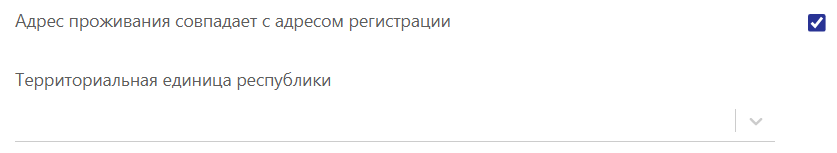 Адрес проживания совпадает с адресом регистрации
Территориальная единица республики